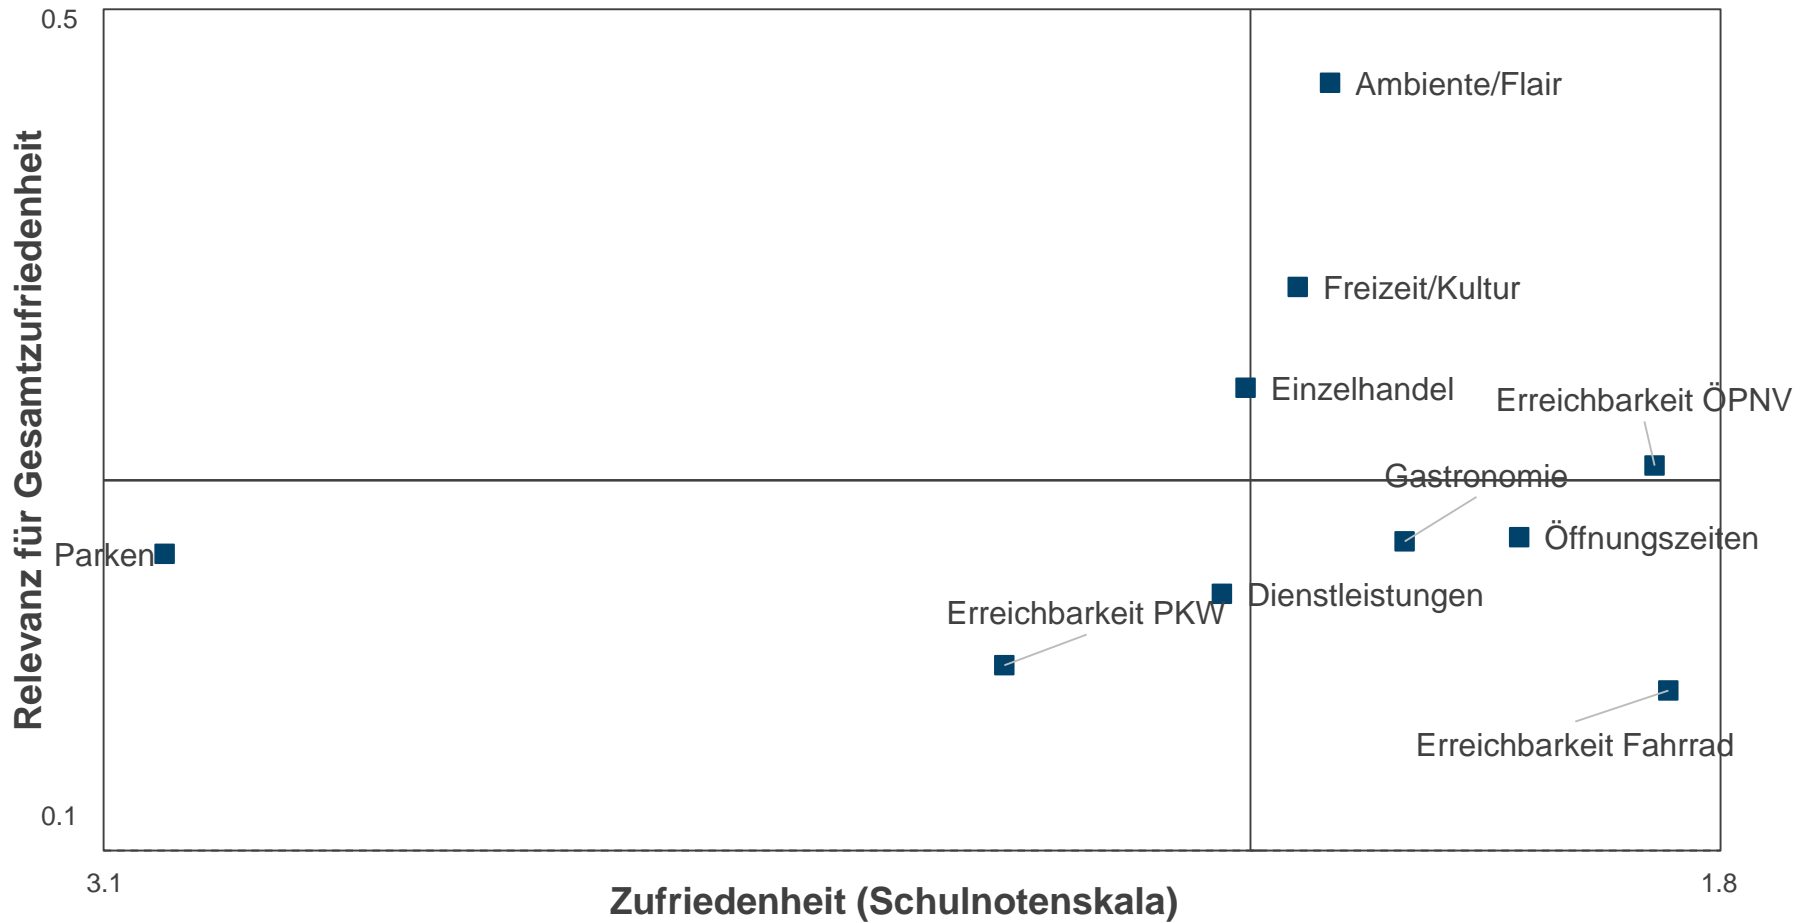 0.5
Ambiente/Flair
Relevanz für Gesamtzufriedenheit
Freizeit/Kultur
Einzelhandel
Erreichbarkeit ÖPNV
Gastronomie
Öffnungszeiten
Parken
Dienstleistungen
Erreichbarkeit PKW
Erreichbarkeit Fahrrad
0.1
3.1
1.8
Zufriedenheit (Schulnotenskala)